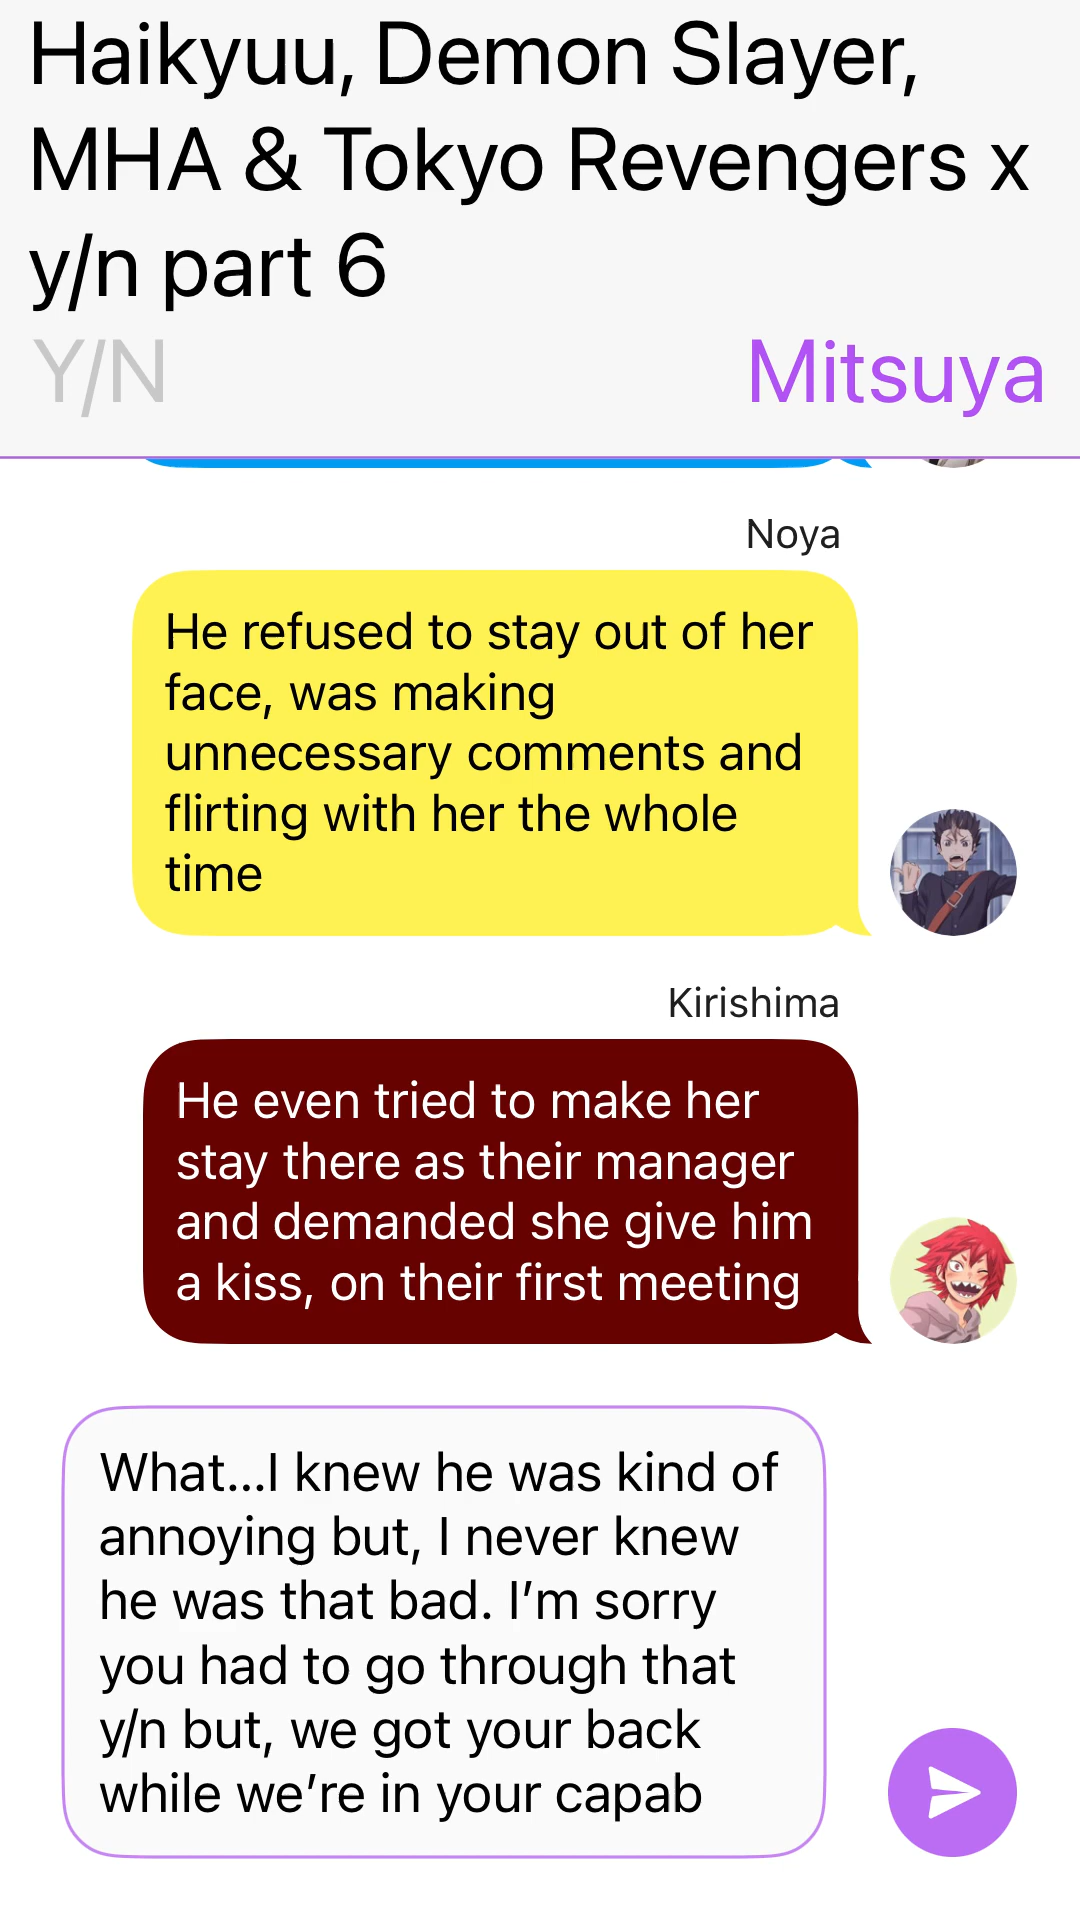 Haikyuu, Demon Slayer,
MHA & Tokyo Revengers x
y/n part 6
Y/N
Mitsuya
Noya
He refused to stay out of her
face, was making
unnecessary comments and
flirting with her the whole
time
Kirishima
He even tried to make her
stay there as their manager
and demanded she give him
a kiss, on their first meeting
What...I knew he was kind of
annoying but, I never knew
he was that bad. I’m sorry
you had to go through that
y/n but, we got your back
while we’re in your capab